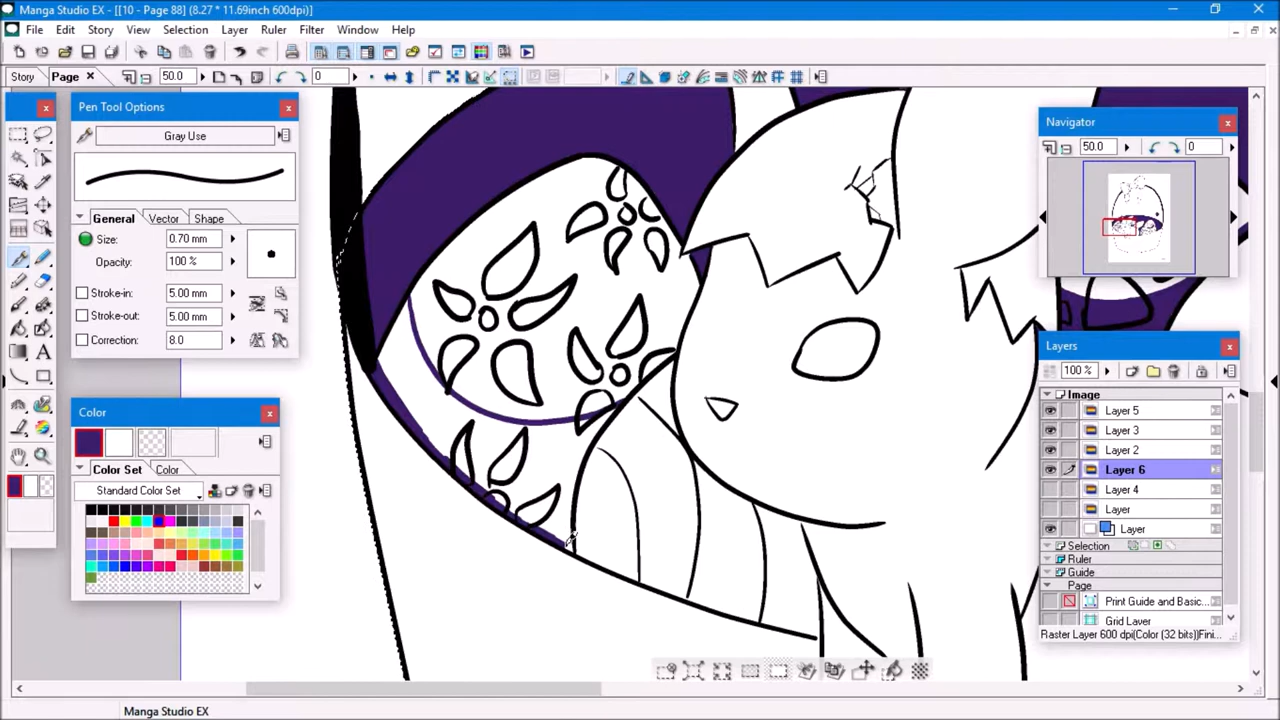 Manga Studio EX - [[10 - Page 88] (8.27 * 11.69inch 600dpi)]
File Edit Story View Selection Layer Ruler Filter Window Help
Story Page 50.0 0
Pen Tool Options
Gray Use
General Vector Shape
Size: 0.70 mm
Opacity: 100 %
Stroke-in: 5.00 mm
Stroke-out: 5.00 mm
Correction: 8.0
Color
Color Set Color
Standard Color Set
Navigator
50.0 0
Layers
100 %
Image
Layer 5
Layer 3
Layer 2
Layer 6
Layer 4
Layer
Layer
Selection
Ruler
Guide
Page
Print Guide and Basic...
Grid Layer
Raster Layer 600 dpi(Color (32 bits))Fini...
Manga Studio EX